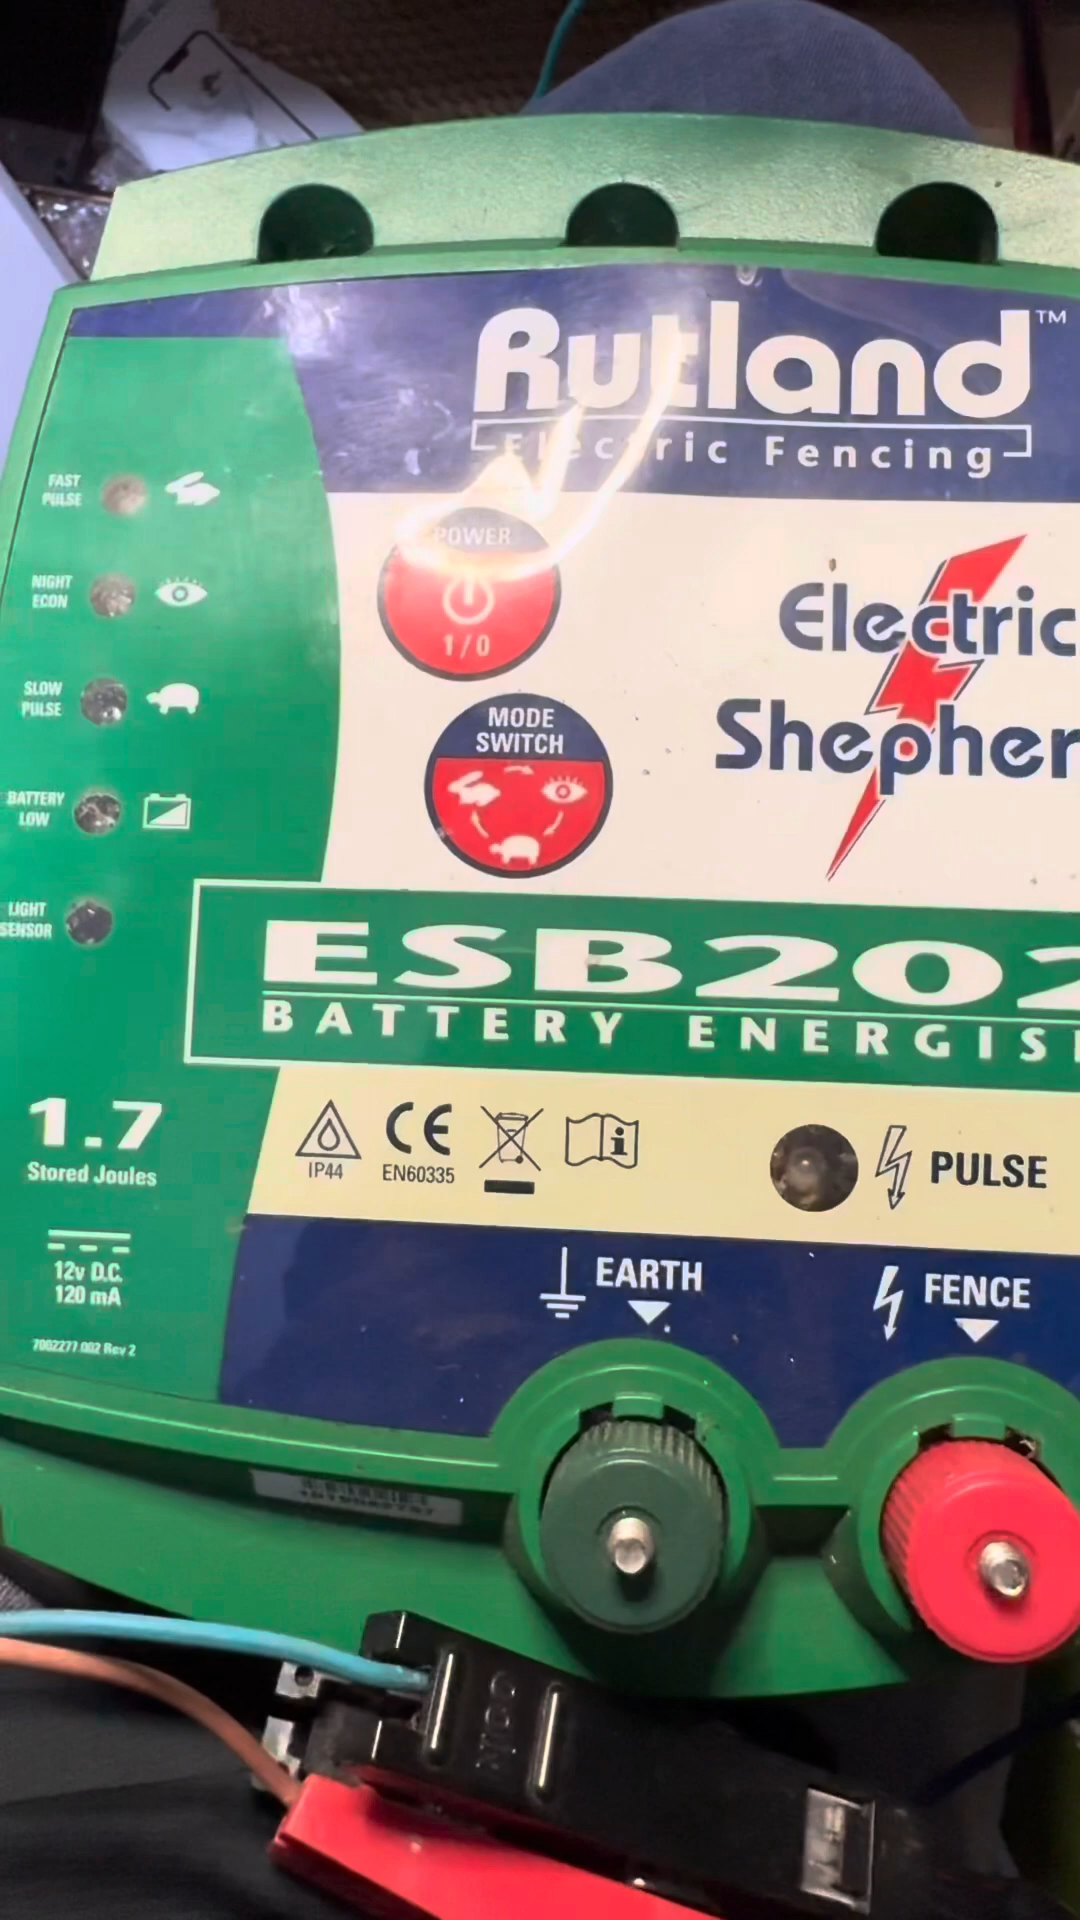 Rutland™
Electric Fencing
FAST
PULSE
NIGHT
ECON
SLOW
PULSE
BATTERY
LOW
LIGHT
SENSOR
POWER
1/0
MODE
SWITCH
Electric
Shepher
ESB202
BATTERY ENERGIS
1.7
Stored Joules
12v D.C.
120 mA
7002277.002 Rev 2
IP44
CE
EN60335
i
PULSE
EARTH
FENCE